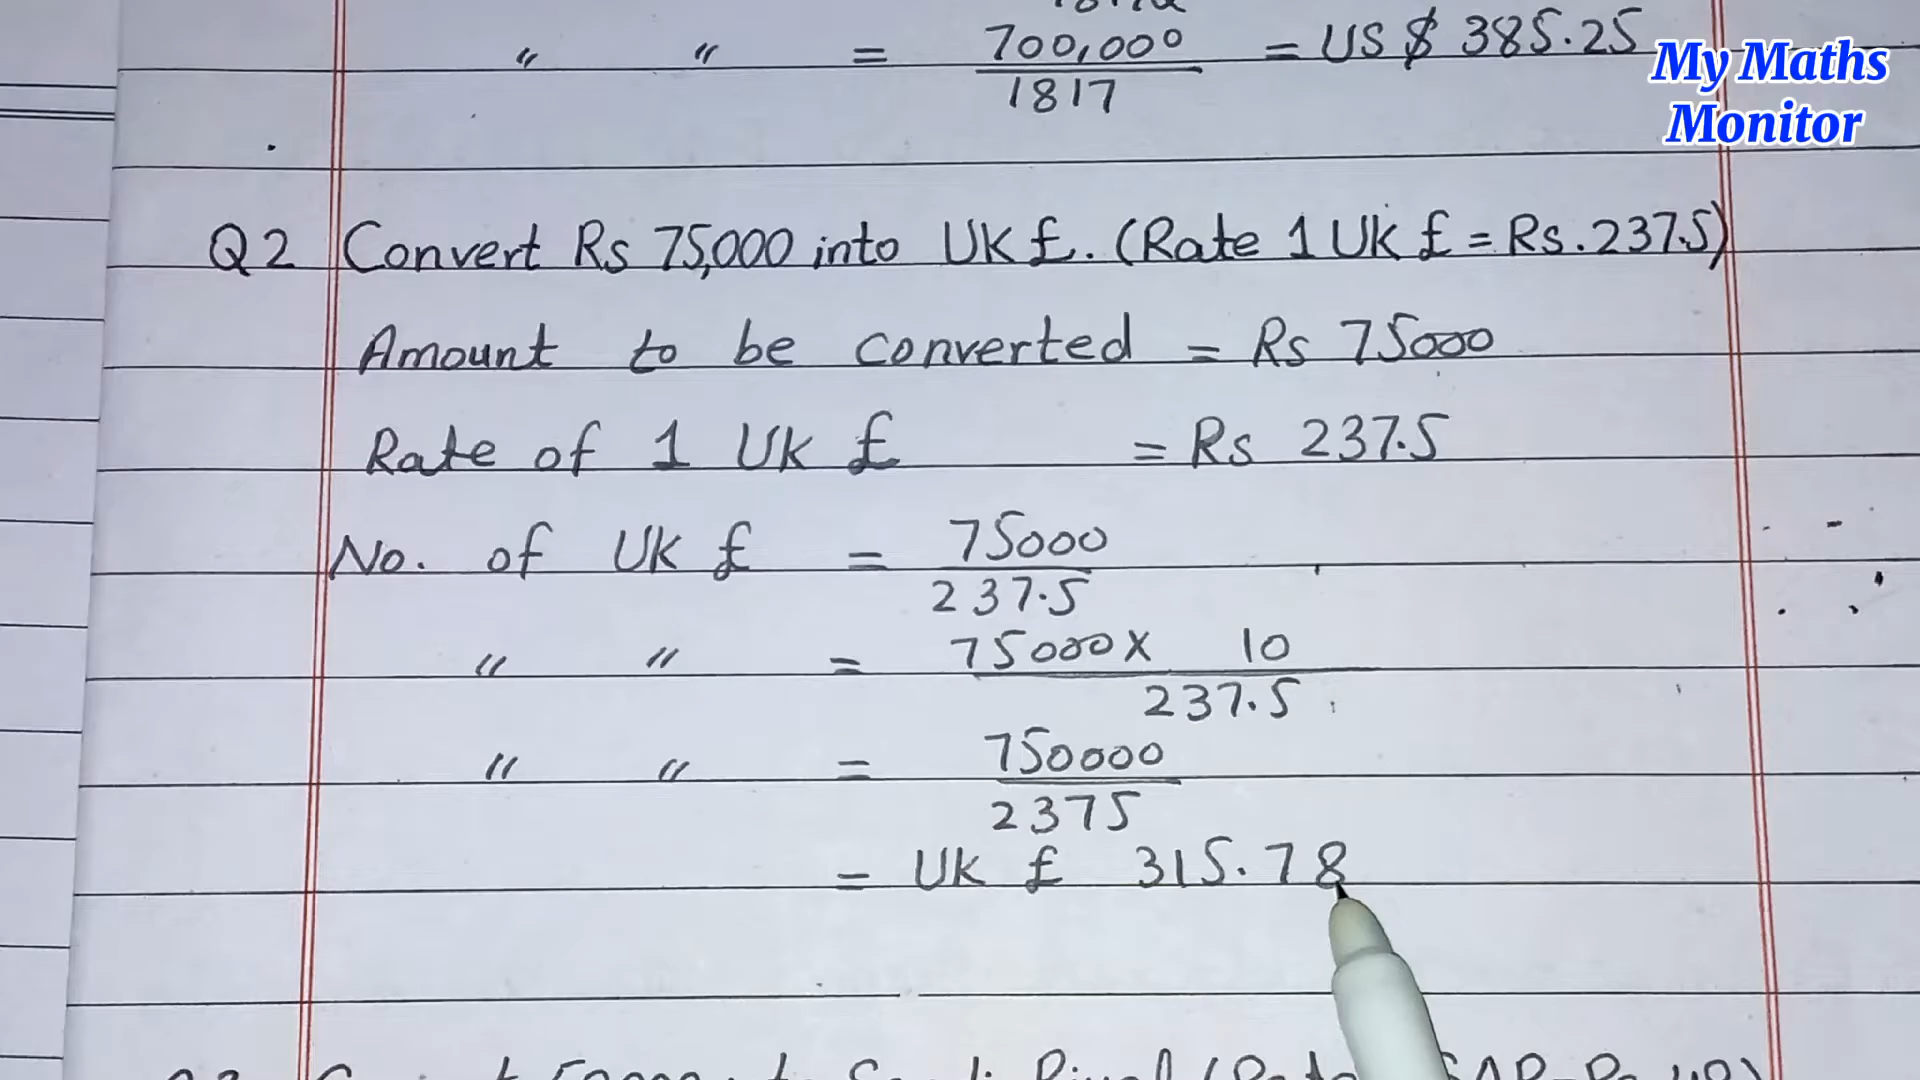 " " = 700,000 / 1817 = US $ 385.25
My Maths
Monitor
Q2 Convert Rs 75,000 into UK £. (Rate 1 UK £ = Rs. 237.5)
Amount to be converted = Rs 75000
Rate of 1 Uk £ = Rs 237.5
No. of Uk £ = 75000
237.5
" " = 75000 x 10
237.5
" " = 750000
2375
= Uk £ 315.78